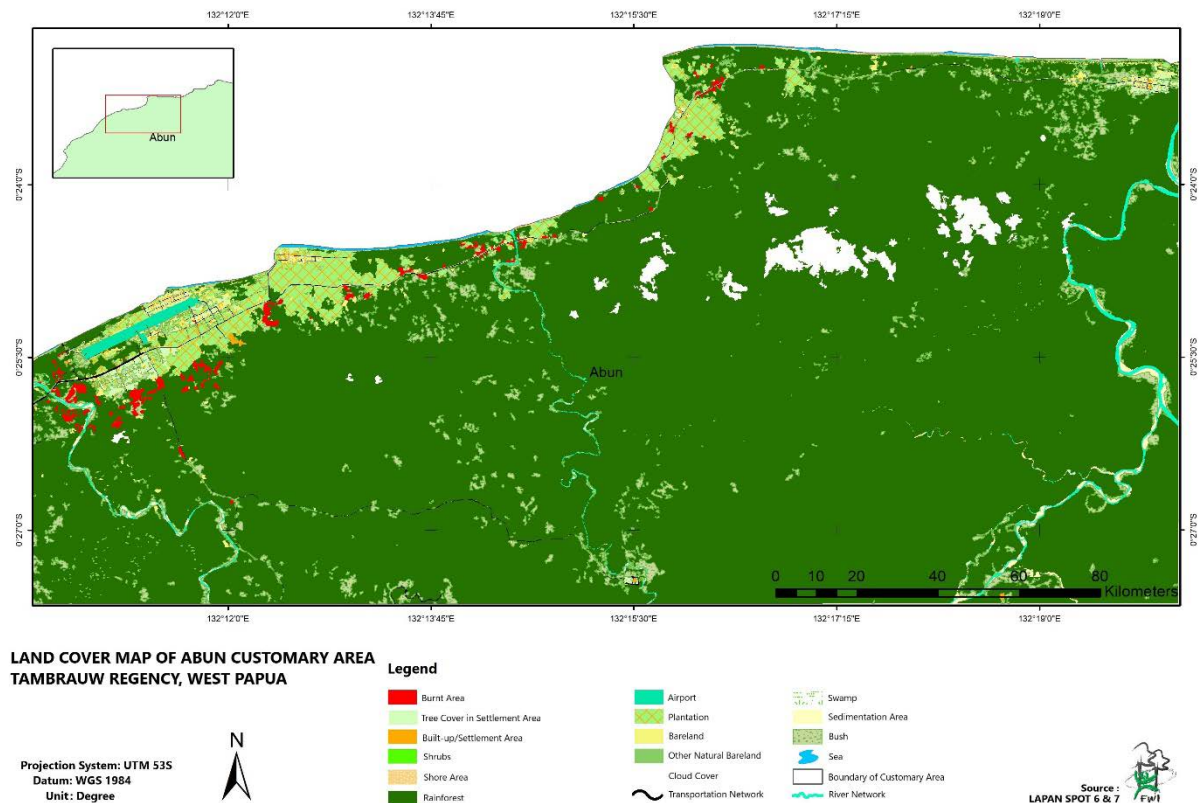 132°12'0"E 132°13'45"E 132°15'30"E 132°17'15"E 132°19'0"E
Abun
0°24'0"S 0°24'0"S
0°25'30"S 0°25'30"S
Abun
0°27'0"S 0°27'0"S
0 10 20 40 60 80
Kilometers
132°12'0"E 132°13'45"E 132°15'30"E 132°17'15"E 132°19'0"E
LAND COVER MAP OF ABUN CUSTOMARY AREA
TAMBRAUW REGENCY, WEST PAPUA
Projection System: UTM 53S
Datum: WGS 1984
Unit: Degree
N
Legend
Burnt Area
Tree Cover in Settlement Area
Built-up/Settlement Area
Shrubs
Shore Area
Rainforest
Airport
Plantation
Bareland
Other Natural Bareland
Cloud Cover
Transportation Network
Swamp
Sedimentation Area
Bush
Sea
Boundary of Customary Area
River Network
Source :
LAPAN SPOT 6 & 7
FWI